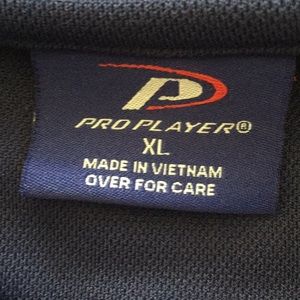 P
PRO PLAYER®
XL
MADE IN VIETNAM
OVER FOR CARE